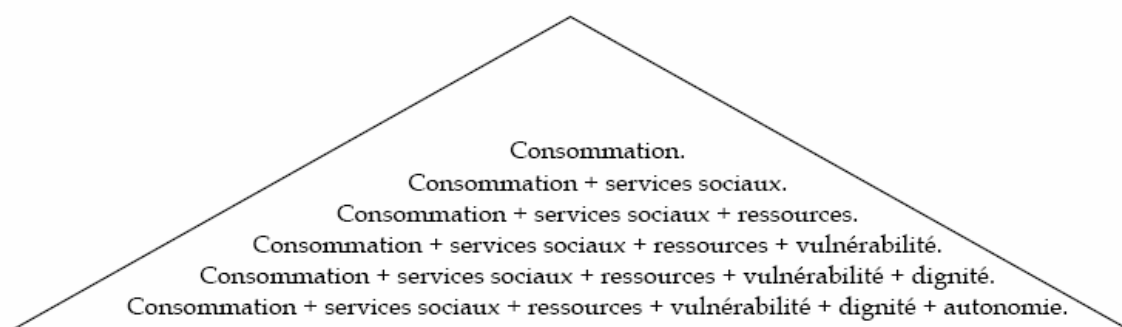 Consommation.
Consommation + services sociaux.
Consommation + services sociaux + ressources.
Consommation + services sociaux + ressources + vulnérabilité.
Consommation + services sociaux + ressources + vulnérabilité + dignité.
Consommation + services sociaux + ressources + vulnérabilité + dignité + autonomie.